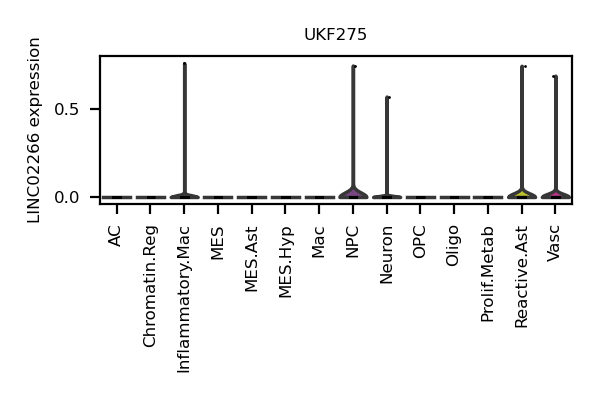 UKF275
LINC02266 expression
0.5
0.0
AC
Chromatin.Reg
Inflammatory.Mac
MES
MES.Ast
MES.Hyp
Mac
NPC
Neuron
OPC
Oligo
Prolif.Metab
Reactive.Ast
Vasc